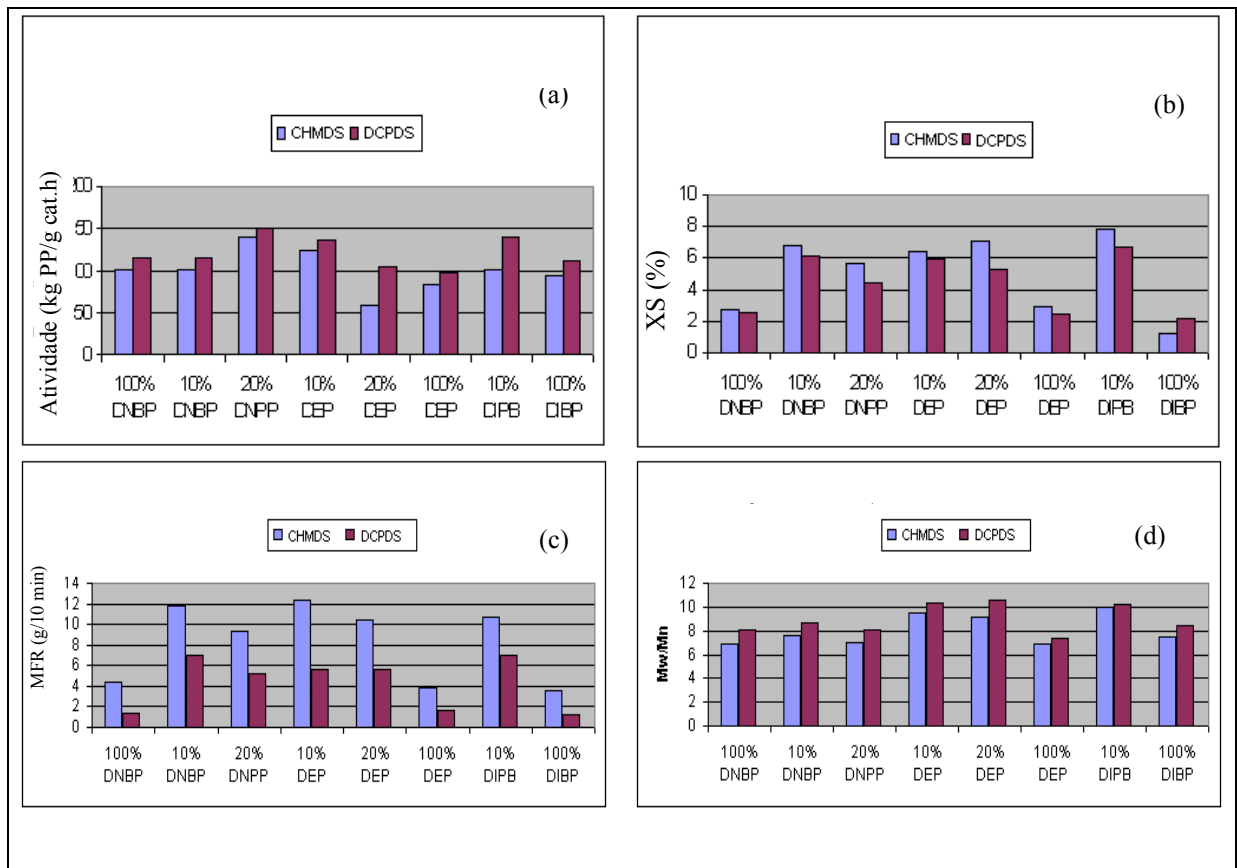 (a)
CHMDS DCPDS
Atividade (kg PP/g cat.h)
200
150
100
50
0
100% 10% 20% 10% 20% 100% 10% 100%
DNBP DNBP DNPP DEP DEP DEP DIPB DIBP
(b)
CHMDS DCPDS
XS (%)
10
8
6
4
2
0
100% 10% 20% 10% 20% 100% 10% 100%
DNBP DNBP DNPP DEP DEP DEP DIPB DIBP
(c)
CHMDS DCPDS
MFR (g/10 min)
14
12
10
8
6
4
2
0
100% 10% 20% 10% 20% 100% 10% 100%
DNBP DNBP DNPP DEP DEP DEP DIPB DIBP
(d)
CHMDS DCPDS
Mw/Mn
12
10
8
6
4
2
0
100% 10% 20% 10% 20% 100% 10% 100%
DNBP DNBP DNPP DEP DEP DEP DIPB DIBP